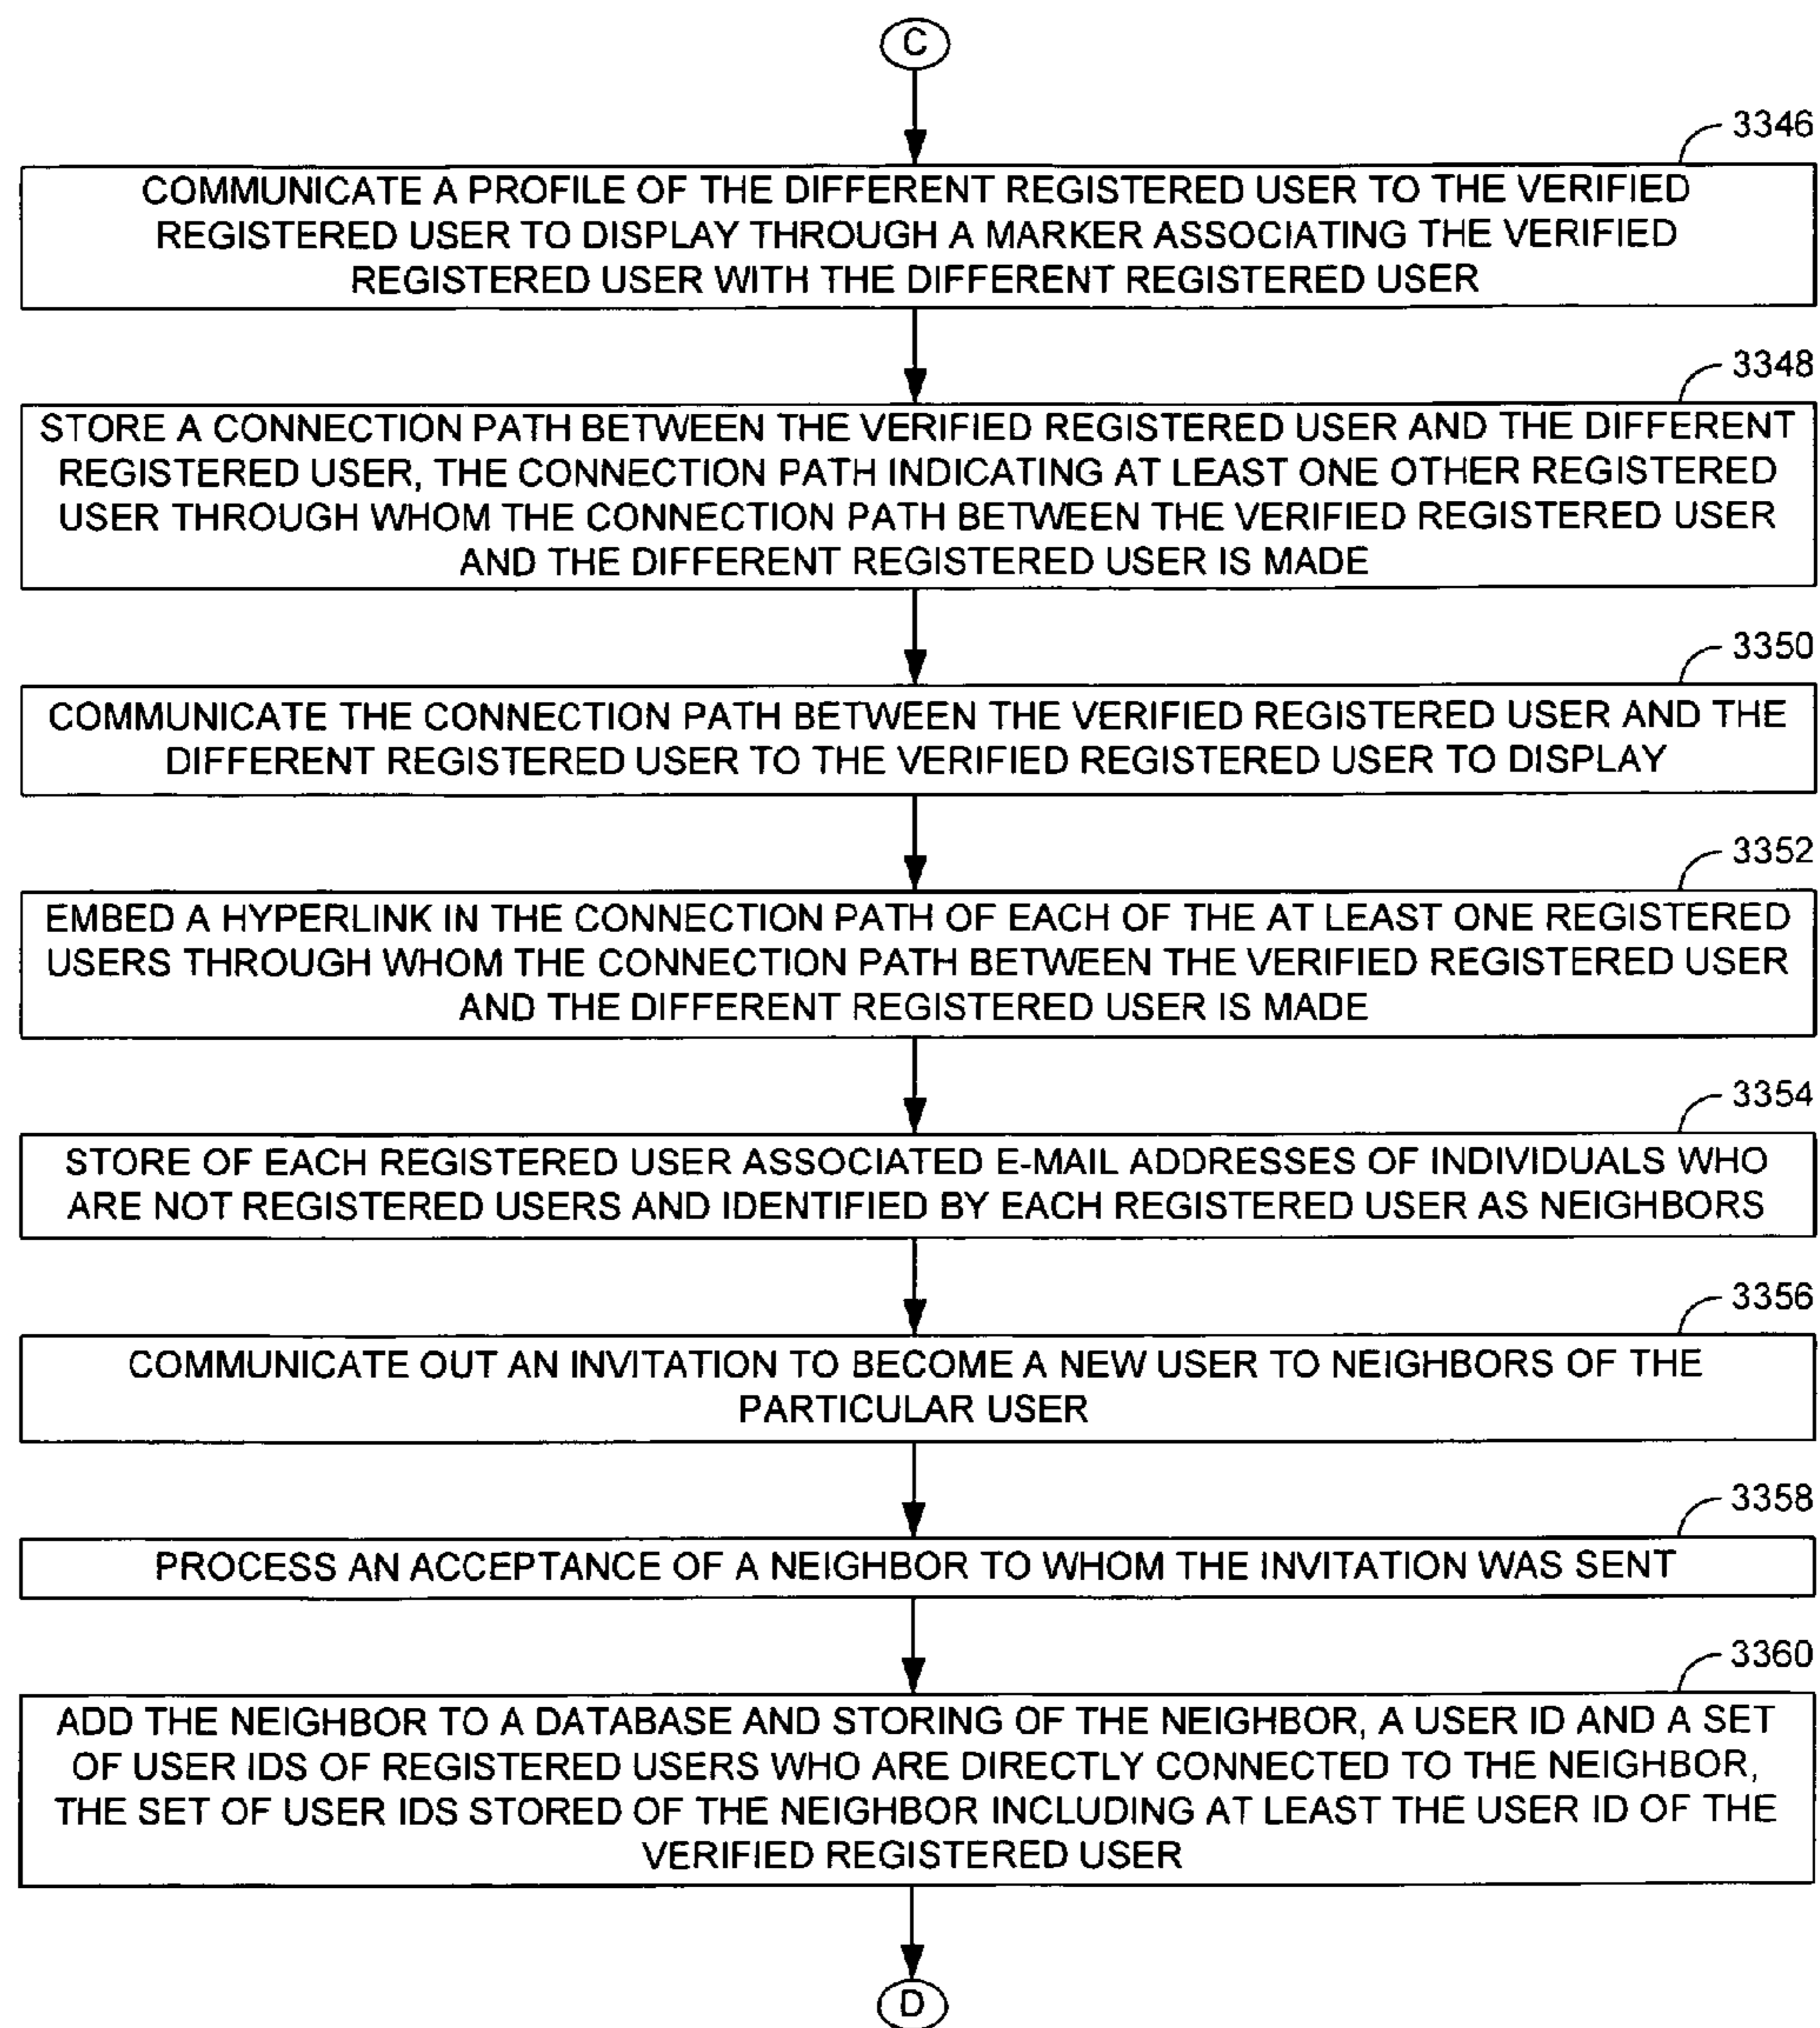 C
3346
COMMUNICATE A PROFILE OF THE DIFFERENT REGISTERED USER TO THE VERIFIED
REGISTERED USER TO DISPLAY THROUGH A MARKER ASSOCIATING THE VERIFIED
REGISTERED USER WITH THE DIFFERENT REGISTERED USER
3348
STORE A CONNECTION PATH BETWEEN THE VERIFIED REGISTERED USER AND THE DIFFERENT
REGISTERED USER, THE CONNECTION PATH INDICATING AT LEAST ONE OTHER REGISTERED
USER THROUGH WHOM THE CONNECTION PATH BETWEEN THE VERIFIED REGISTERED USER
AND THE DIFFERENT REGISTERED USER IS MADE
3350
COMMUNICATE THE CONNECTION PATH BETWEEN THE VERIFIED REGISTERED USER AND THE
DIFFERENT REGISTERED USER TO THE VERIFIED REGISTERED USER TO DISPLAY
3352
EMBED A HYPERLINK IN THE CONNECTION PATH OF EACH OF THE AT LEAST ONE REGISTERED
USERS THROUGH WHOM THE CONNECTION PATH BETWEEN THE VERIFIED REGISTERED USER
AND THE DIFFERENT REGISTERED USER IS MADE
3354
STORE OF EACH REGISTERED USER ASSOCIATED E-MAIL ADDRESSES OF INDIVIDUALS WHO
ARE NOT REGISTERED USERS AND IDENTIFIED BY EACH REGISTERED USER AS NEIGHBORS
3356
COMMUNICATE OUT AN INVITATION TO BECOME A NEW USER TO NEIGHBORS OF THE
PARTICULAR USER
3358
PROCESS AN ACCEPTANCE OF A NEIGHBOR TO WHOM THE INVITATION WAS SENT
3360
ADD THE NEIGHBOR TO A DATABASE AND STORING OF THE NEIGHBOR, A USER ID AND A SET
OF USER IDS OF REGISTERED USERS WHO ARE DIRECTLY CONNECTED TO THE NEIGHBOR,
THE SET OF USER IDS STORED OF THE NEIGHBOR INCLUDING AT LEAST THE USER ID OF THE
VERIFIED REGISTERED USER
D